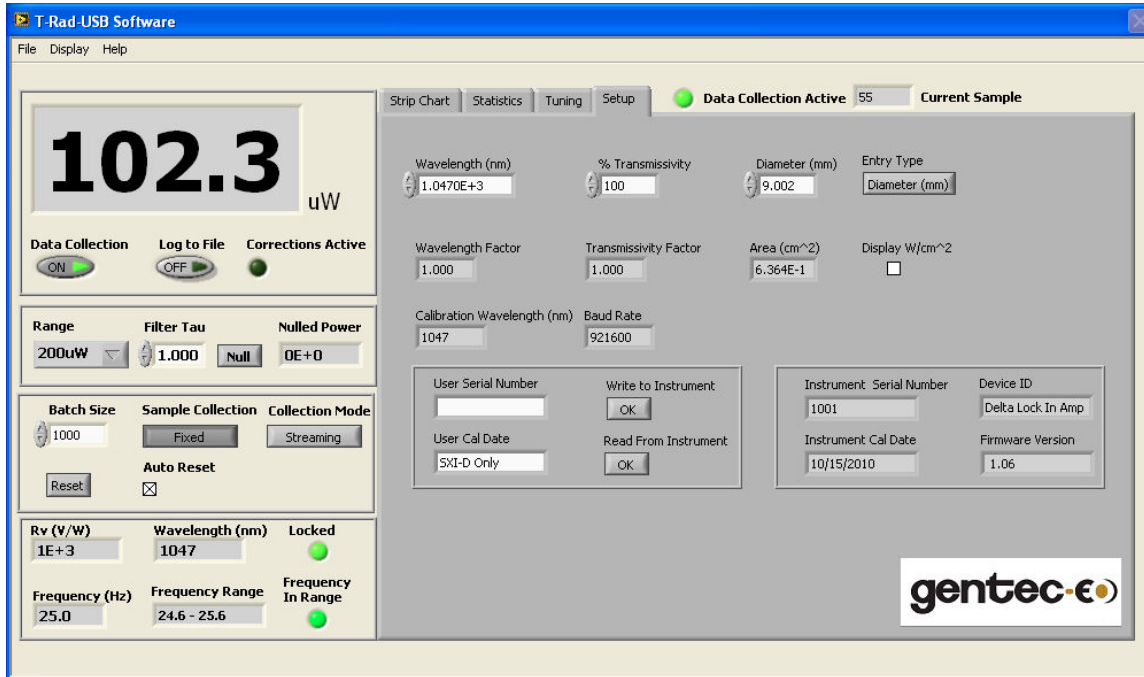 T-Rad-USB Software
File Display Help
102.3
uW
Data Collection Log to File Corrections Active
ON OFF
Range Filter Tau Nulled Power
200uW 1.000 Null 0E+0
Batch Size Sample Collection Collection Mode
1000 Fixed Streaming
Auto Reset
Reset
Rv (V/W) Wavelength (nm) Locked
1E+3 1047
Frequency (Hz) Frequency Range Frequency In Range
25.0 24.6 - 25.6
Strip Chart Statistics Tuning Setup Data Collection Active 55 Current Sample
Wavelength (nm) % Transmissivity Diameter (mm) Entry Type
1.0470E+3 100 9.002 Diameter (mm)
Wavelength Factor Transmissivity Factor Area (cm^2) Display W/cm^2
1.000 1.000 6.364E-1
Calibration Wavelength (nm) Baud Rate
1047 921600
User Serial Number Write to Instrument
OK
User Cal Date Read From Instrument
SXI-D Only OK
Instrument Serial Number Device ID
1001 Delta Lock In Amp
Instrument Cal Date Firmware Version
10/15/2010 1.06
gentec-eo